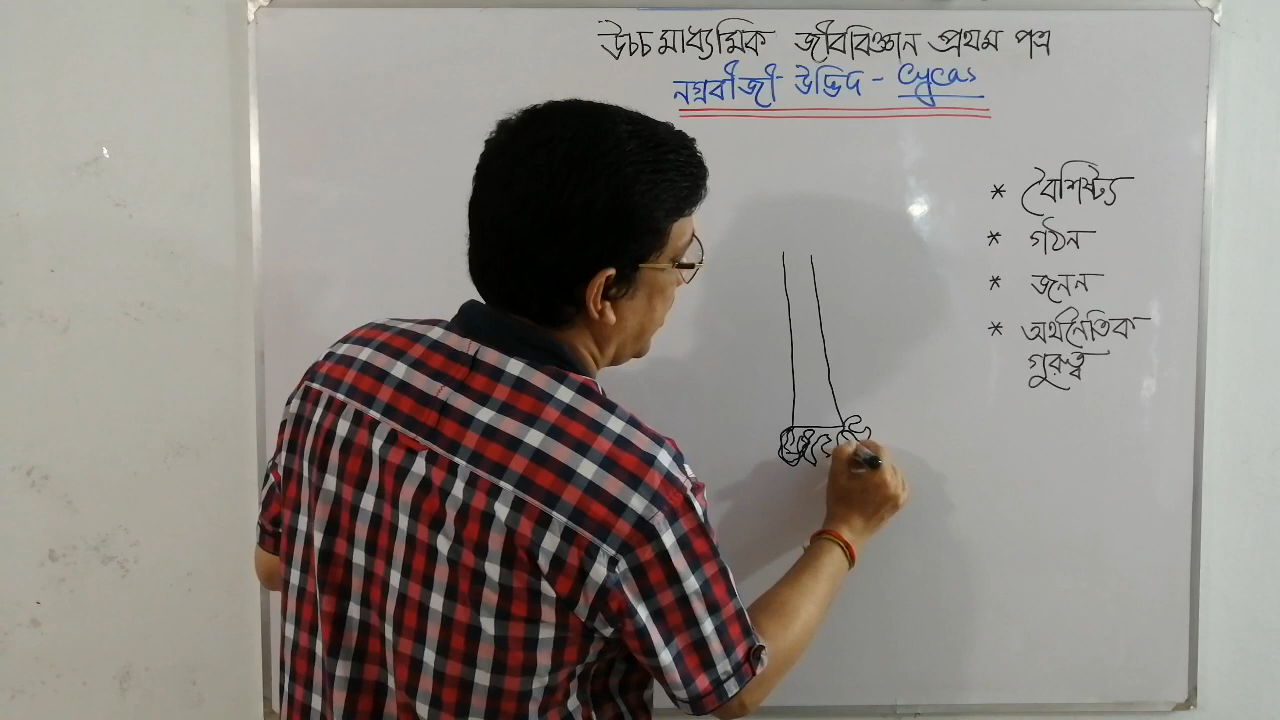 উচ্চ মাধ্যমিক জীববিজ্ঞান প্রথম পত্র
নগ্নবীজী উদ্ভিদ - Cycas
* বৈশিষ্ট্য
* গঠন
* জনন
* অর্থনৈতিক
গুরুত্ব